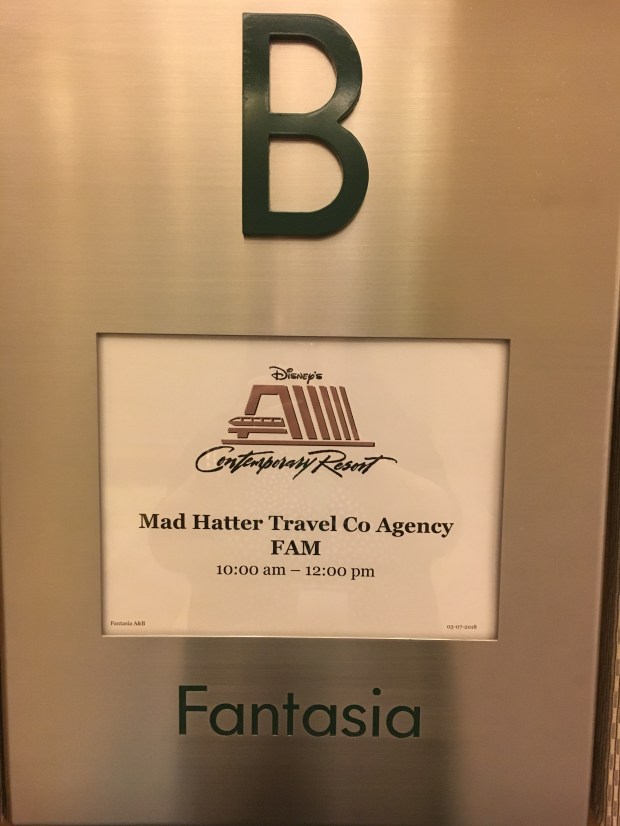 B
Disney's
Contemporary Resort
Mad Hatter Travel Co Agency
FAM
10:00 am – 12:00 pm
Fantasia A&B
03-07-2018
Fantasia